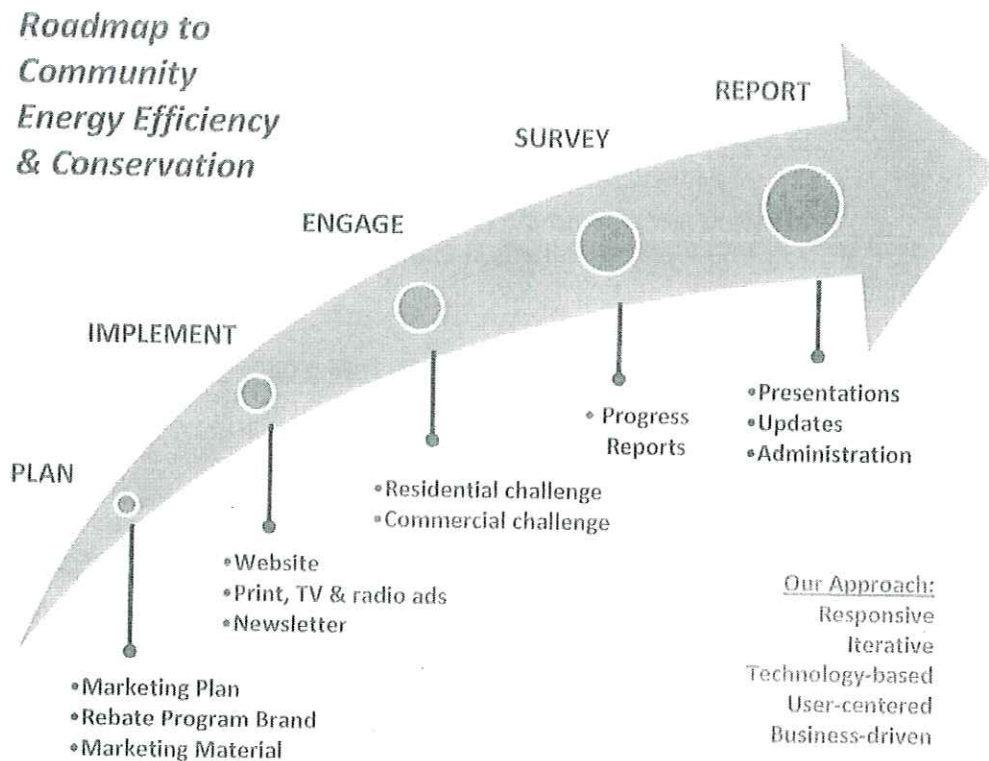 Roadmap to
Community
Energy Efficiency
& Conservation
REPORT
SURVEY
ENGAGE
IMPLEMENT
PLAN
•Presentations
•Updates
•Administration
• Progress
Reports
•Residential challenge
•Commercial challenge
•Website
•Print, TV & radio ads
•Newsletter
•Marketing Plan
•Rebate Program Brand
•Marketing Material
Our Approach:
Responsive
Iterative
Technology-based
User-centered
Business-driven